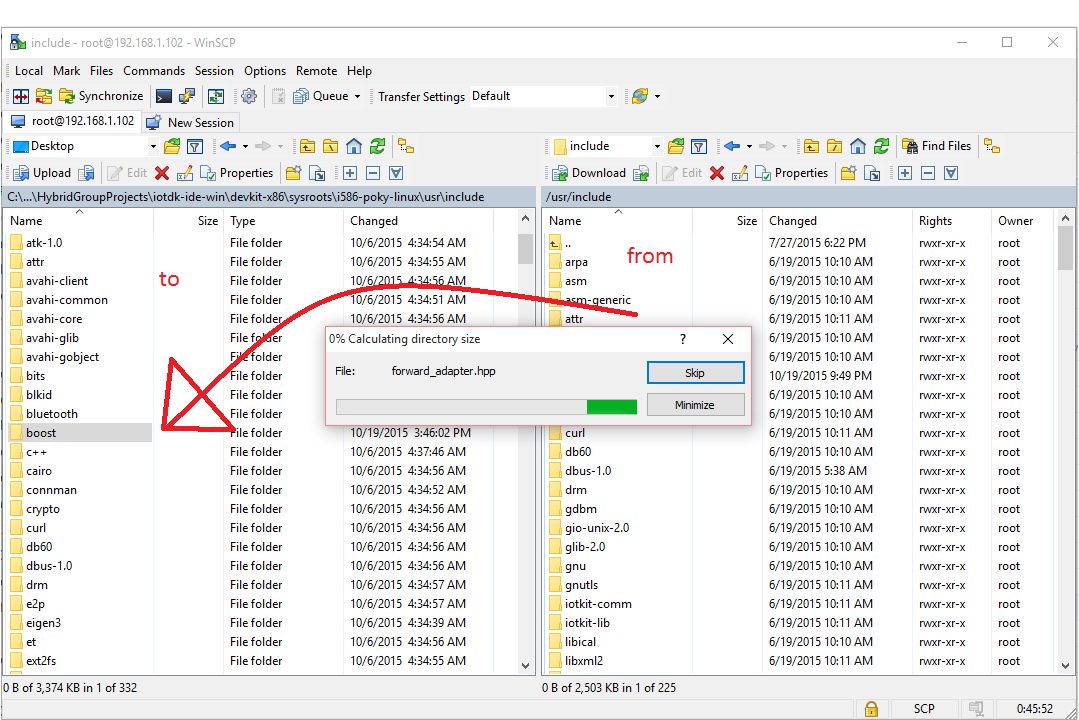 include - root@192.168.1.102 - WinSCP
Local Mark Files Commands Session Options Remote Help
Synchronize Queue Transfer Settings Default
root@192.168.1.102 New Session
Desktop include Find Files
Upload Edit Properties Download Edit Properties
C:\...\HybridGroupProjects\iotdk-ide-win\devkit-x86\sysroots\i586-poky-linux\usr\include /usr/include
Name Size Type Changed Name Size Changed Rights Owner
atk-1.0 File folder 10/6/2015 4:34:54 AM .. 7/27/2015 6:22 PM rwxr-xr-x root
attr File folder 10/6/2015 4:34:55 AM arpa 6/19/2015 10:10 AM rwxr-xr-x root
from
avahi-client File folder 10/6/2015 4:34:56 AM asm 6/19/2015 10:10 AM rwxr-xr-x root
to
avahi-common File folder 10/6/2015 4:34:51 AM asm-generic 6/19/2015 10:10 AM rwxr-xr-x root
avahi-core File folder 10/6/2015 4:34:56 AM attr 6/19/2015 10:10 AM rwxr-xr-x root
avahi-glib File folder 6/19/2015 10:10 AM rwxr-xr-x root
avahi-gobject File folder 6/19/2015 10:10 AM rwxr-xr-x root
bits File folder 10/19/2015 9:49 PM rwxr-xr-x root
blkid File folder 6/19/2015 10:10 AM rwxr-xr-x root
bluetooth File folder 6/19/2015 10:10 AM rwxr-xr-x root
0% Calculating directory size ?
File: forward_adapter.hpp Skip
Minimize
boost File folder 10/19/2015 3:46:02 PM curl 6/19/2015 10:11 AM rwxr-xr-x root
c++ File folder 10/6/2015 4:37:46 AM db60 6/19/2015 10:10 AM rwxr-xr-x root
cairo File folder 10/6/2015 4:34:56 AM dbus-1.0 6/19/2015 5:38 AM rwxr-xr-x root
connman File folder 10/6/2015 4:34:52 AM drm 6/19/2015 10:10 AM rwxr-xr-x root
crypto File folder 10/6/2015 4:34:56 AM gdbm 6/19/2015 10:10 AM rwxr-xr-x root
curl File folder 10/6/2015 4:34:56 AM gio-unix-2.0 6/19/2015 10:10 AM rwxr-xr-x root
db60 File folder 10/6/2015 4:34:56 AM glib-2.0 6/19/2015 10:10 AM rwxr-xr-x root
dbus-1.0 File folder 10/6/2015 4:34:56 AM gnu 6/19/2015 10:10 AM rwxr-xr-x root
drm File folder 10/6/2015 4:34:57 AM gnutls 6/19/2015 10:11 AM rwxr-xr-x root
e2p File folder 10/6/2015 4:34:57 AM iotkit-comm 6/19/2015 10:11 AM rwxr-xr-x root
eigen3 File folder 10/6/2015 4:34:39 AM iotkit-lib 6/19/2015 10:11 AM rwxr-xr-x root
et File folder 10/6/2015 4:34:56 AM libical 6/19/2015 10:10 AM rwxr-xr-x root
ext2fs File folder 10/6/2015 4:34:55 AM libxml2 6/19/2015 10:11 AM rwxr-xr-x root
0 B of 3,374 KB in 1 of 332 0 B of 2,503 KB in 1 of 225
SCP 0:45:52